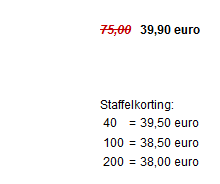 75,00 39,90 euro
Staffelkorting:
40 = 39,50 euro
100 = 38,50 euro
200 = 38,00 euro